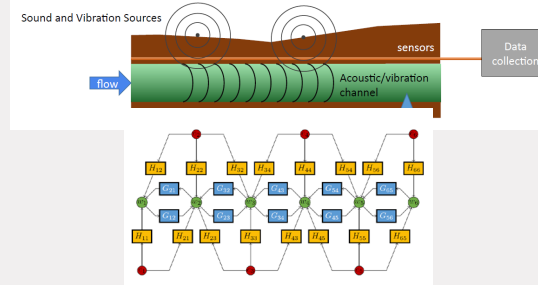 Sound and Vibration Sources
sensors
Data
collection
flow
Acoustic/vibration
channel
H12
H22
H32
H34
H44
H54
H56
H66
G21
G32
G43
G54
G65
G12
G23
G34
G45
G56
H11
H21
H23
H33
H43
H45
H55
H65